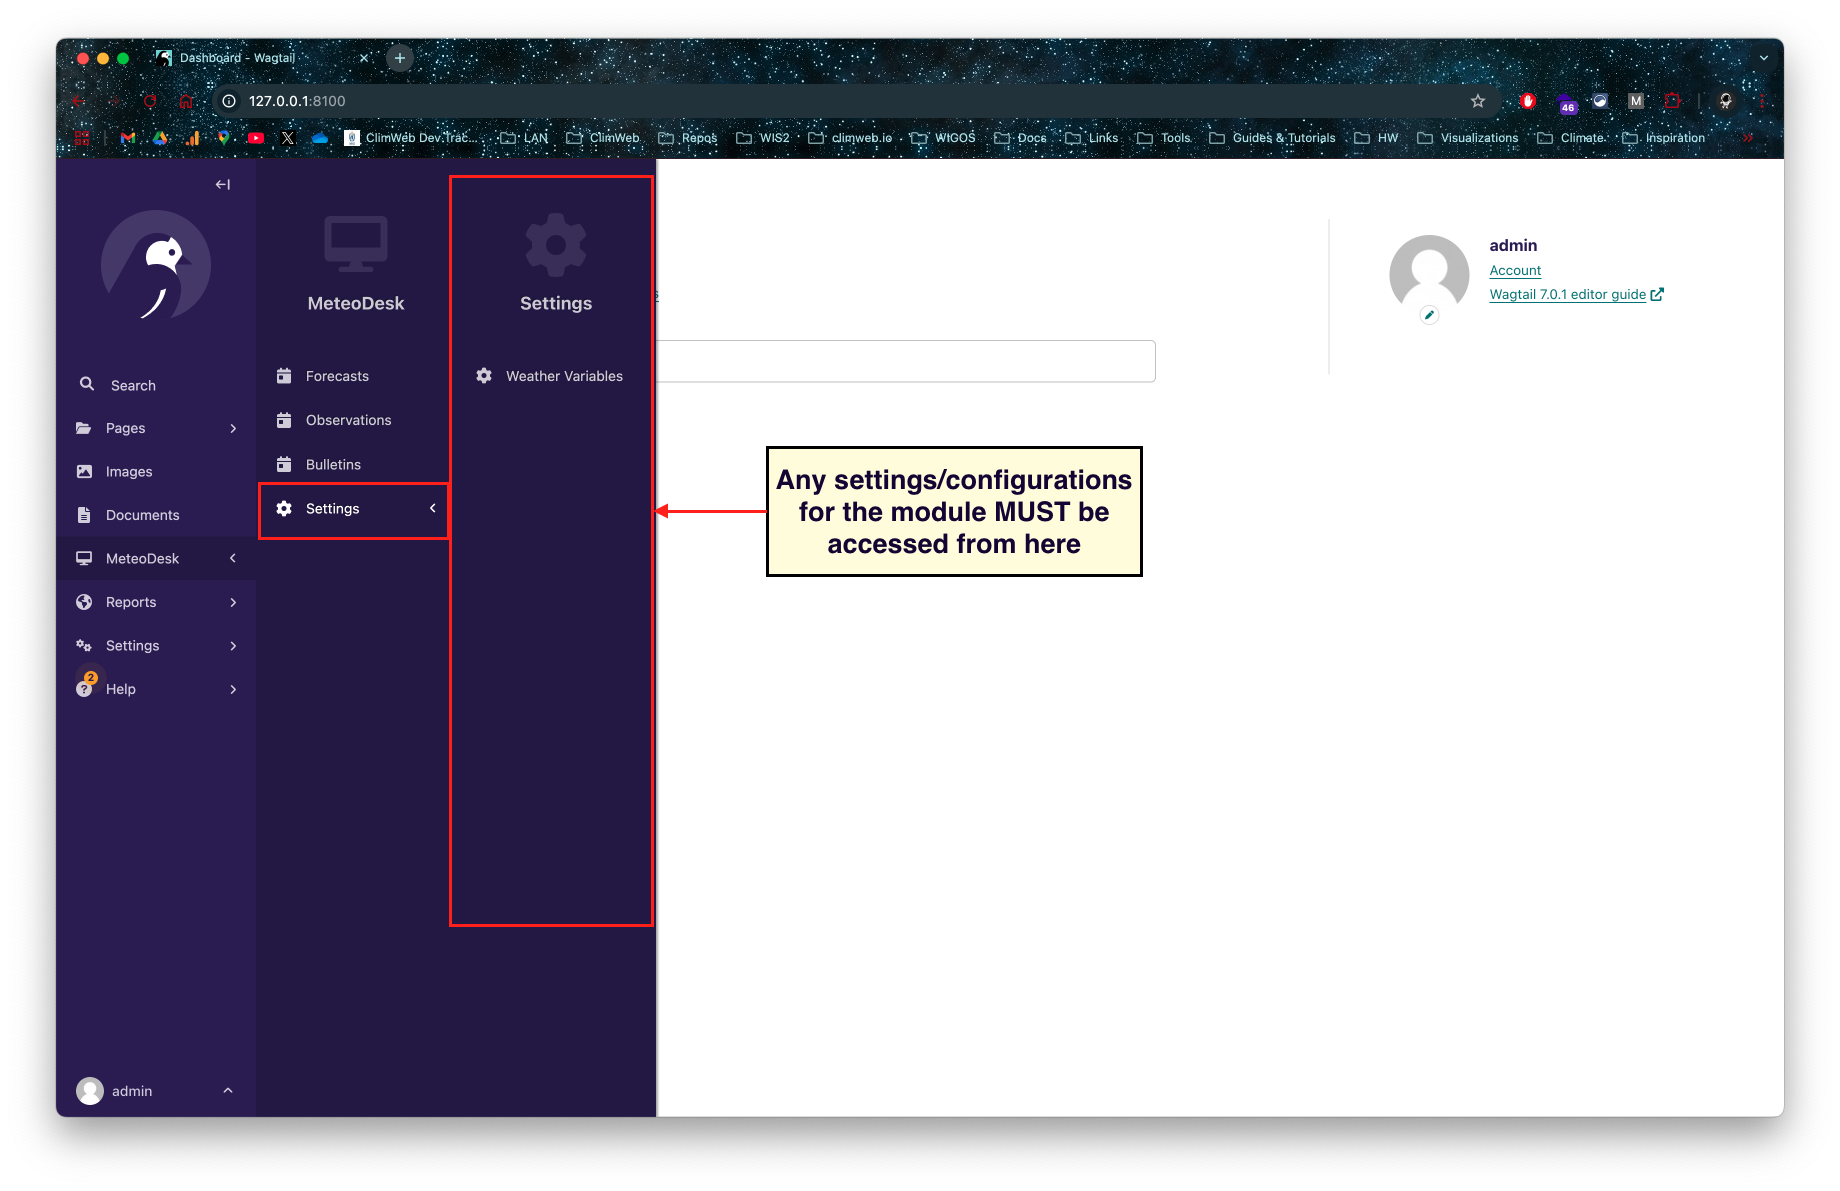 Dashboard - Wagtail
127.0.0.1:8100
46
M
ClimWeb Dev Trac...
LAN
ClimWeb
Repos
WIS2
climweb.io
WIGOS
Docs
Links
Tools
Guides & Tutorials
HW
Visualizations
Climate
Inspiration
Search
Pages
Images
Documents
MeteoDesk
Reports
Settings
2
Help
admin
MeteoDesk
Forecasts
Observations
Bulletins
Settings
Settings
Weather Variables
Any settings/configurations
for the module MUST be
accessed from here
admin
Account
Wagtail 7.0.1 editor guide